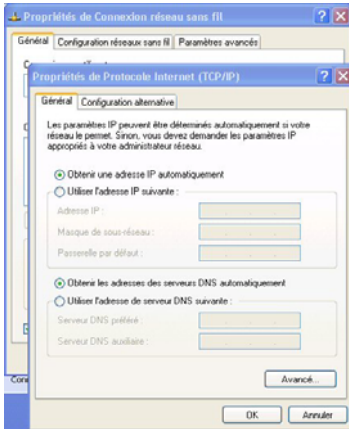 Propriétés de Connexion réseau sans fil
Général Configuration réseaux sans fil Paramètres avancés
Propriétés de Protocole Internet (TCP/IP)
Général Configuration alternative
Les paramètres IP peuvent être déterminés automatiquement si votre
réseau le permet. Sinon, vous devez demander les paramètres IP
appropriés à votre administrateur réseau.
Obtenir une adresse IP automatiquement
Utiliser l'adresse IP suivante :
Adresse IP :
Masque de sous-réseau :
Passerelle par défaut :
Obtenir les adresses des serveurs DNS automatiquement
Utiliser l'adresse de serveur DNS suivante :
Serveur DNS préféré :
Serveur DNS auxiliaire :
Avancé...
OK Annuler